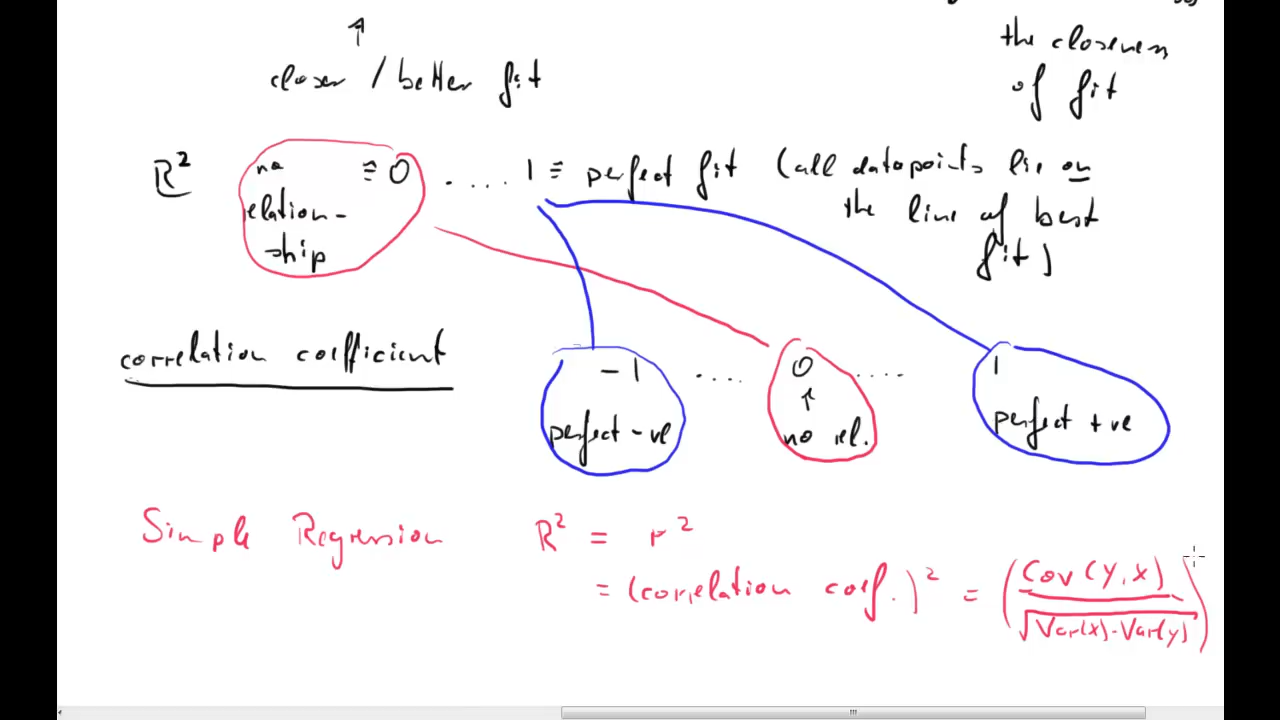 the closeness
of fit
closer / better fit
R² no relation-ship ≡ 0 ..... 1 ≡ perfect fit (all datapoints lie on
the line of best
fit)
correlation coefficient
-1 .... 0 .... 1
perfect -ve no rel. perfect +ve
Simple Regression R² = r²
= (correlation coef.)² = (Cov(y,x) / √Var(x)·Var(y))